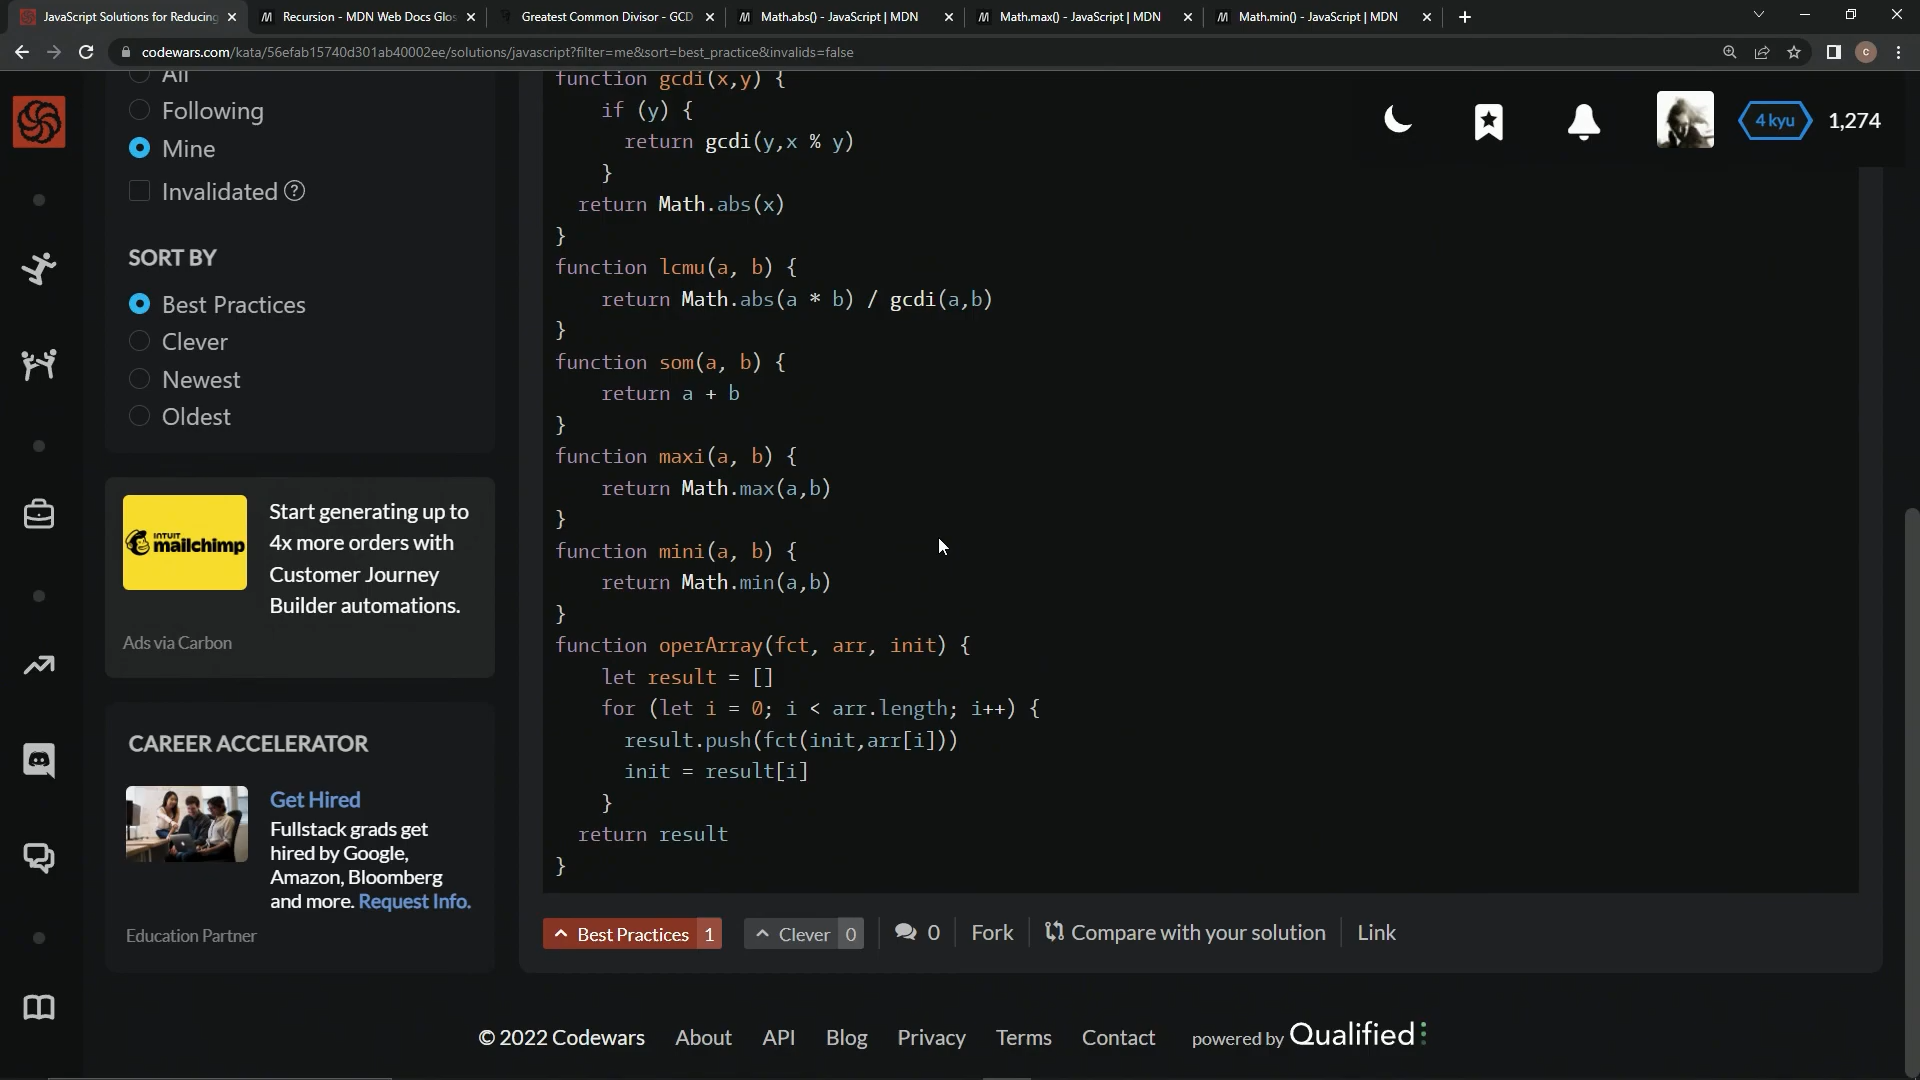 JavaScript Solutions for Reducing
Recursion - MDN Web Docs Glos
Greatest Common Divisor - GCD
Math.abs() - JavaScript | MDN
Math.max() - JavaScript | MDN
Math.min() - JavaScript | MDN
codewars.com/kata/56efab15740d301ab40002ee/solutions/javascript?filter=me&sort=best_practice&invalids=false
C
4 kyu
1,274
All
Following
Mine
Invalidated ?
SORT BY
Best Practices
Clever
Newest
Oldest
INTUIT
mailchimp
Start generating up to
4x more orders with
Customer Journey
Builder automations.
Ads via Carbon
CAREER ACCELERATOR
Get Hired
Fullstack grads get
hired by Google,
Amazon, Bloomberg
and more. Request Info.
Education Partner
function gcdi(x,y) {
if (y) {
return gcdi(y,x % y)
}
return Math.abs(x)
}
function lcmu(a, b) {
return Math.abs(a * b) / gcdi(a,b)
}
function som(a, b) {
return a + b
}
function maxi(a, b) {
return Math.max(a,b)
}
function mini(a, b) {
return Math.min(a,b)
}
function operArray(fct, arr, init) {
let result = []
for (let i = 0; i < arr.length; i++) {
result.push(fct(init,arr[i]))
init = result[i]
}
return result
}
Best Practices 1
Clever 0
0
Fork
Compare with your solution
Link
© 2022 Codewars About API Blog Privacy Terms Contact powered by Qualified